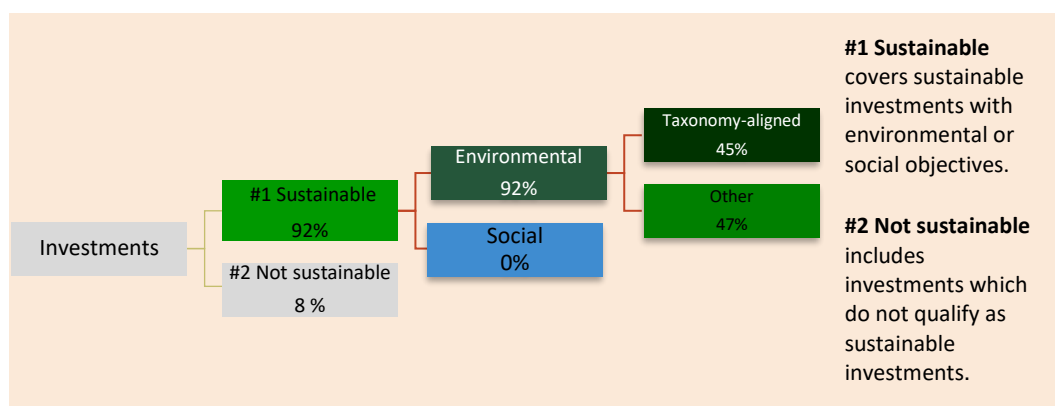 Investments
#1 Sustainable
92%
#2 Not sustainable
8 %
Environmental
92%
Social
0%
Taxonomy-aligned
45%
Other
47%
#1 Sustainable
covers sustainable
investments with
environmental or
social objectives.
#2 Not sustainable
includes
investments which
do not qualify as
sustainable
investments.